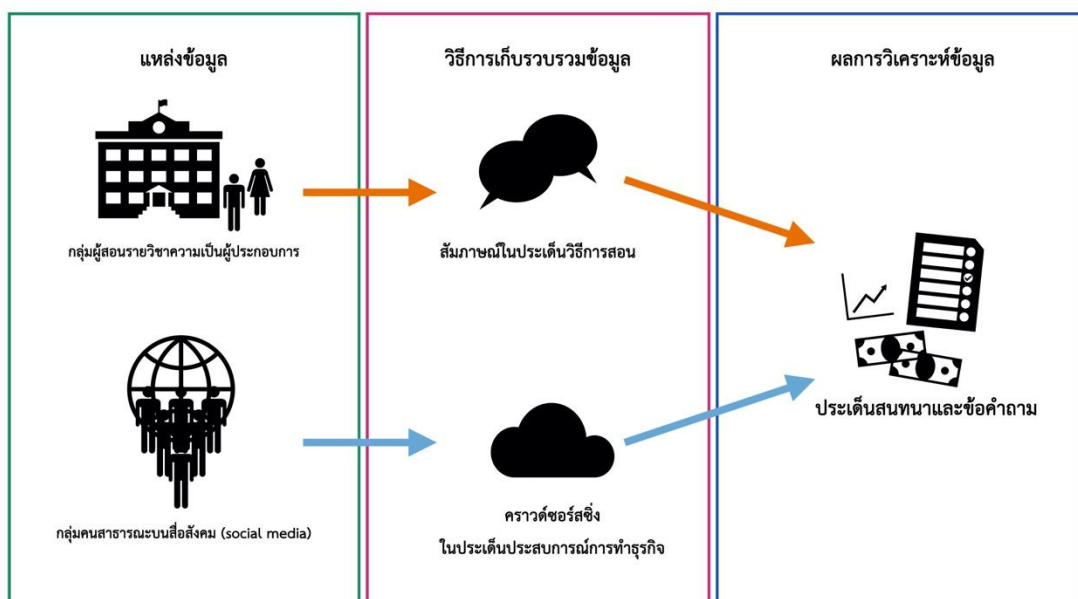 แหล่งข้อมูล
กลุ่มผู้สอนรายวิชาความเป็นผู้ประกอบการ
กลุ่มคนสาธารณะบนสื่อสังคม (social media)
วิธีการเก็บรวบรวมข้อมูล
สัมภาษณ์ในประเด็นวิธีการสอน
คราวด์ซอร์สซิ่ง
ในประเด็นประสบการณ์การทำธุรกิจ
ผลการวิเคราะห์ข้อมูล
ประเด็นสนทนาและข้อคำถาม